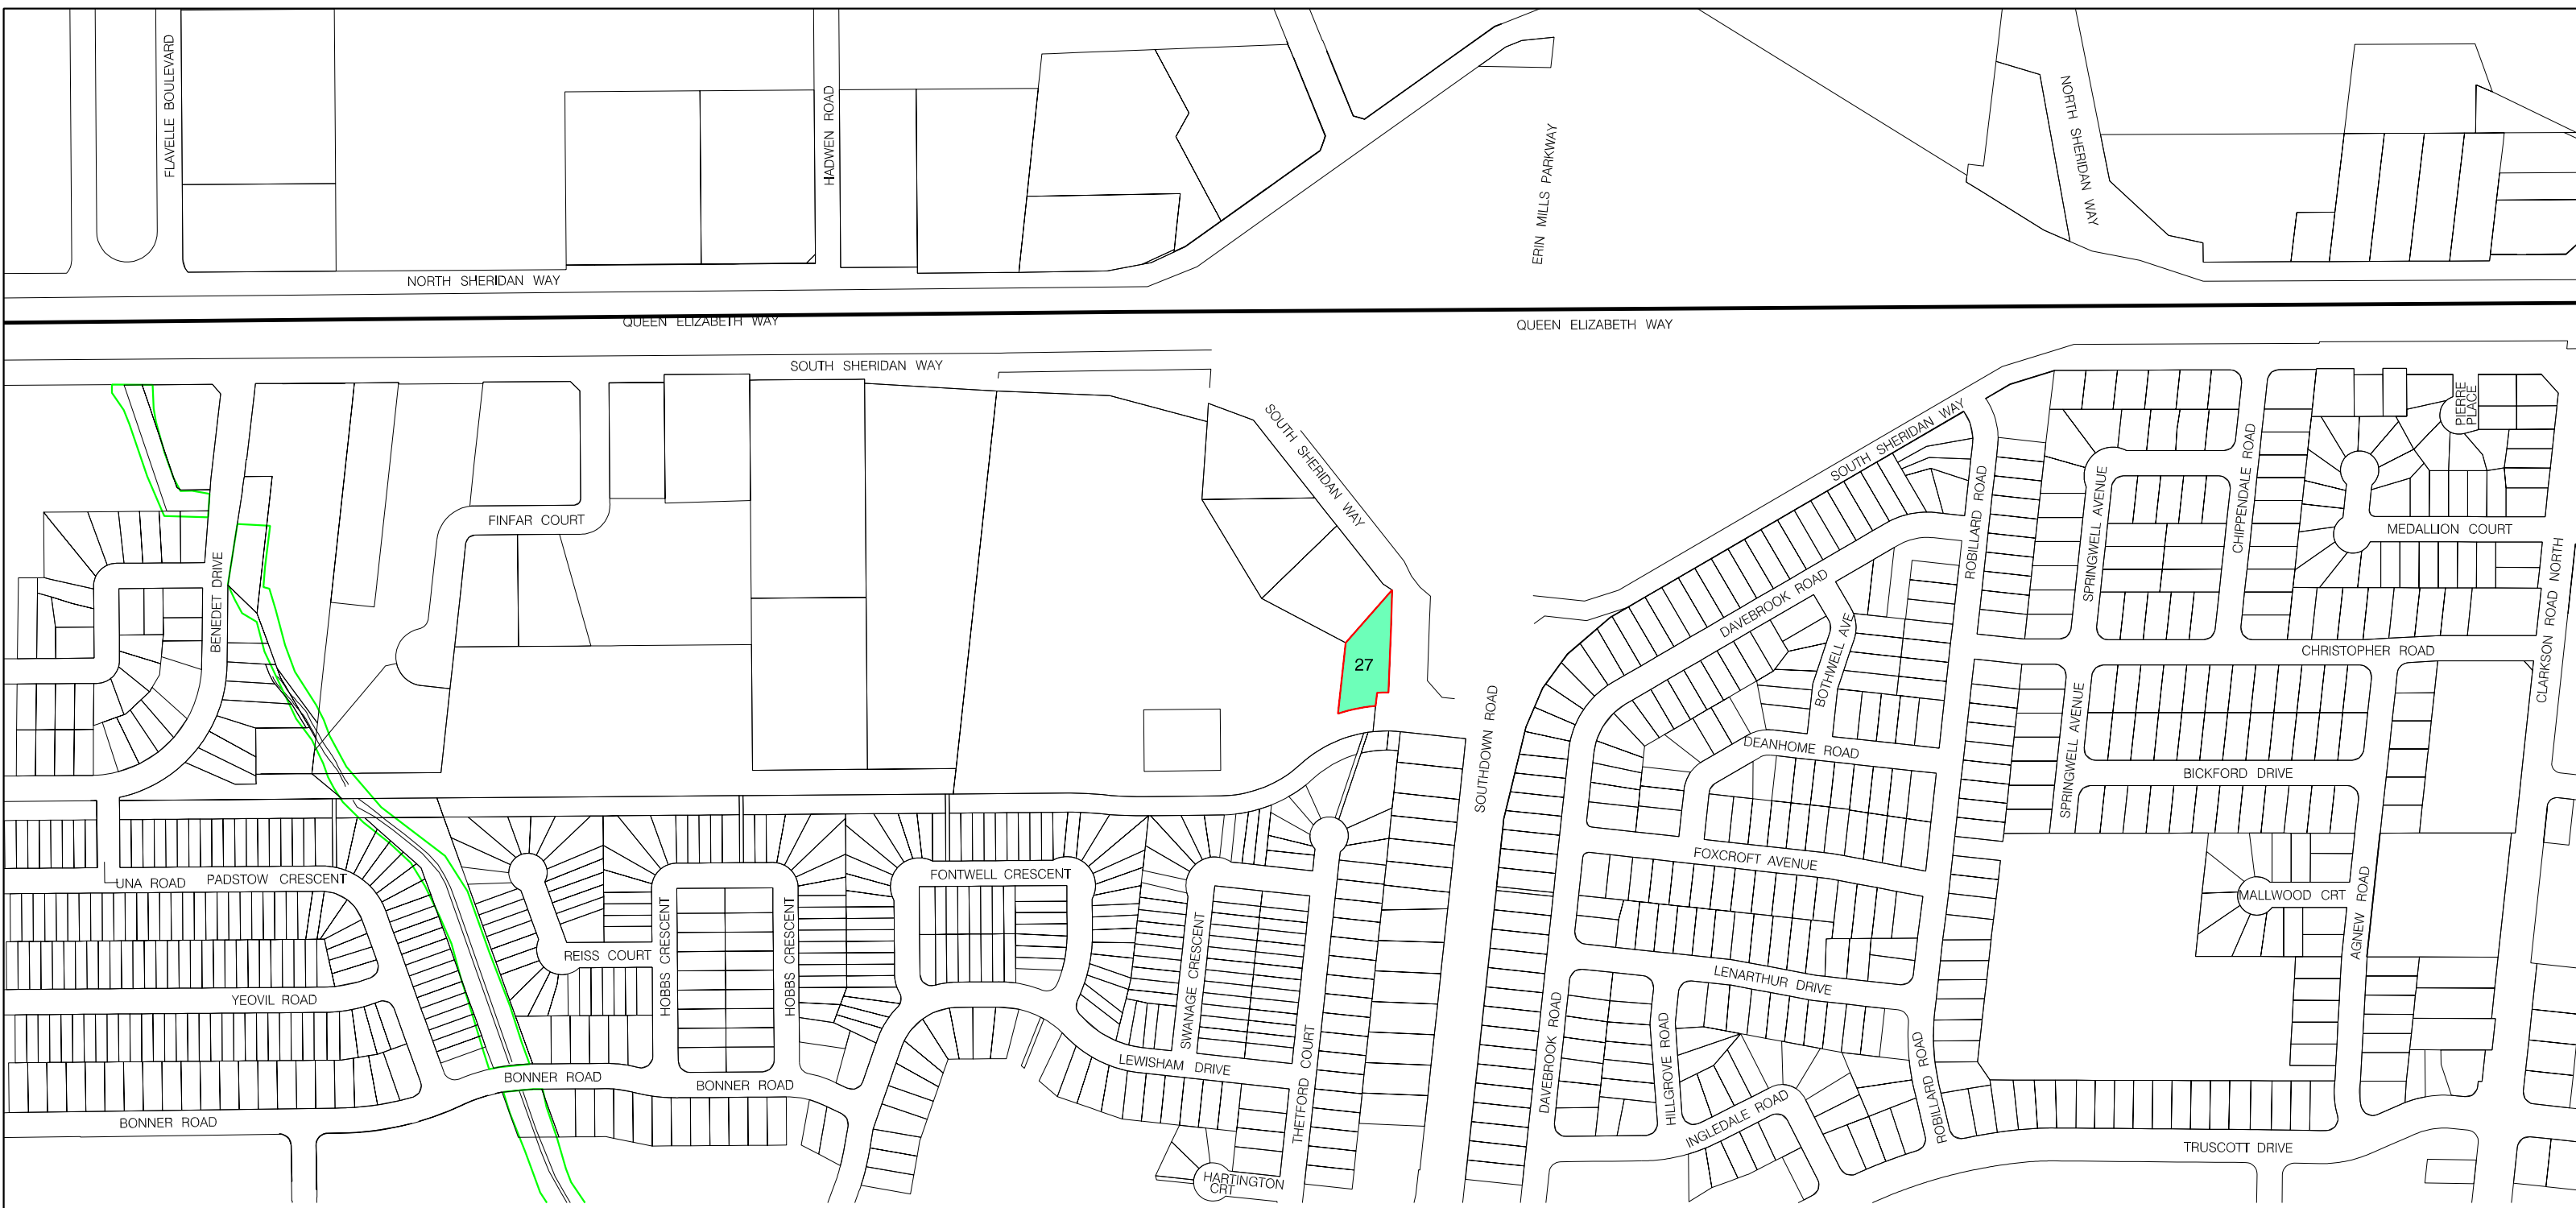 FLAVELLE BOULEVARD
HADWEN ROAD
ERIN MILLS PARKWAY
NORTH SHERIDAN WAY
NORTH SHERIDAN WAY
QUEEN ELIZABETH WAY
QUEEN ELIZABETH WAY
SOUTH SHERIDAN WAY
SOUTH SHERIDAN WAY
SOUTH SHERIDAN WAY
PIERRE
PLACE
ROBILLARD ROAD
SPRINGWELL AVENUE
CHIPPENDALE ROAD
FINFAR COURT
MEDALLION COURT
BENEDET DRIVE
DAVEBROOK ROAD
BOTHWELL AVE
CLARKSON ROAD NORTH
CHRISTOPHER ROAD
27
SOUTHDOWN ROAD
SPRINGWELL AVENUE
DEANHOME ROAD
BICKFORD DRIVE
FOXCROFT AVENUE
UNA ROAD
PADSTOW CRESCENT
FONTWELL CRESCENT
MALLWOOD CRT
AGNEW ROAD
HOBBS CRESCENT
HOBBS CRESCENT
REISS COURT
SWANAGE CRESCENT
LENARTHUR DRIVE
YEOVIL ROAD
DAVEBROOK ROAD
HILLGROVE ROAD
LEWISHAM DRIVE
THETFORD COURT
ROBILLARD ROAD
BONNER ROAD
BONNER ROAD
BONNER ROAD
INGLEDALE ROAD
TRUSCOTT DRIVE
HARTINGTON
CRT